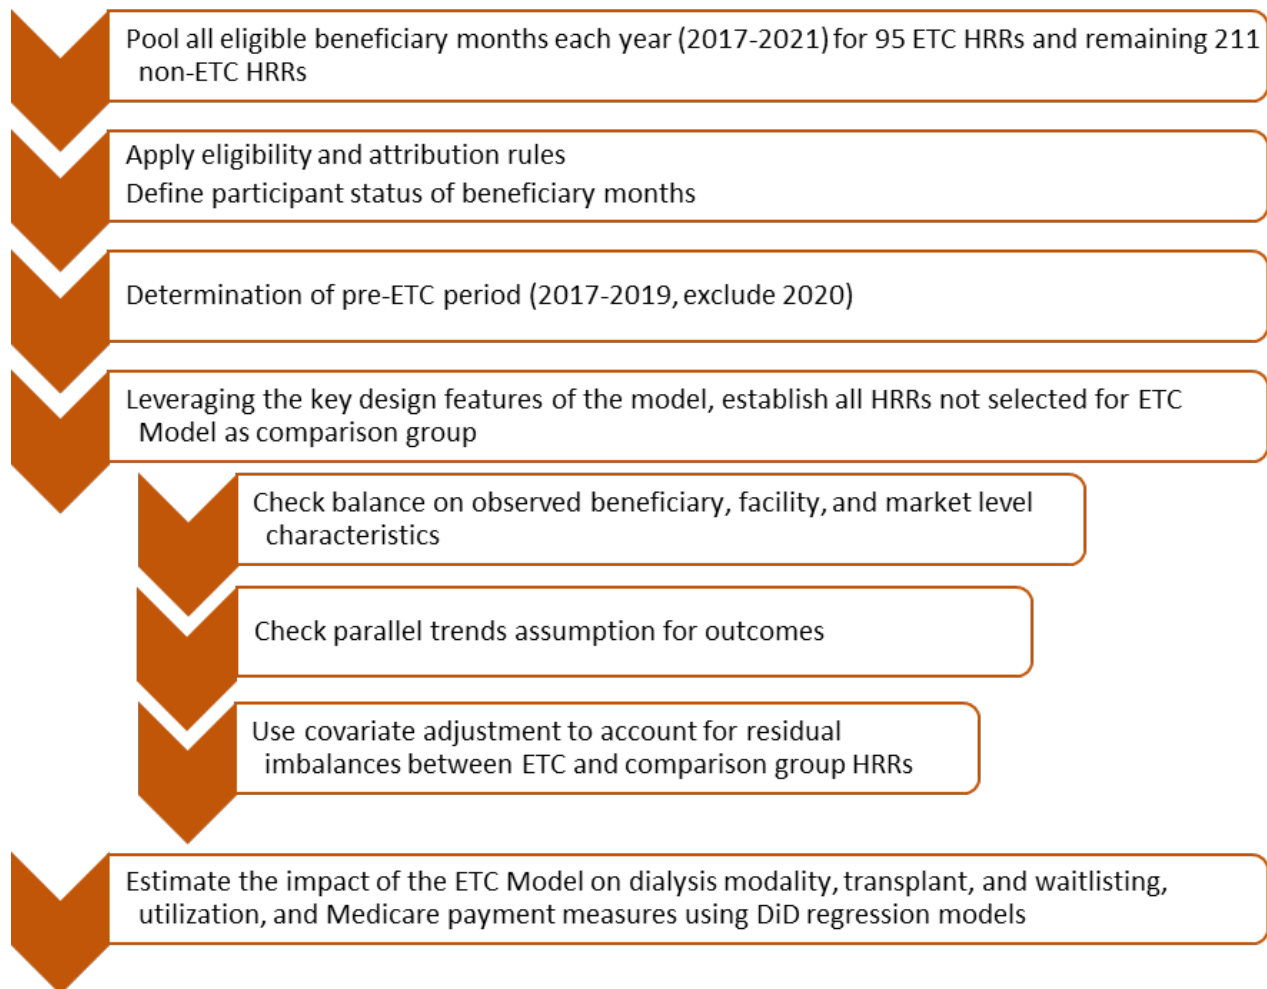 Pool all eligible beneficiary months each year (2017-2021) for 95 ETC HRRs and remaining 211
non-ETC HRRs
Apply eligibility and attribution rules
Define participant status of beneficiary months
Determination of pre-ETC period (2017-2019, exclude 2020)
Leveraging the key design features of the model, establish all HRRs not selected for ETC
Model as comparison group
Check balance on observed beneficiary, facility, and market level
characteristics
Check parallel trends assumption for outcomes
Use covariate adjustment to account for residual
imbalances between ETC and comparison group HRRs
Estimate the impact of the ETC Model on dialysis modality, transplant, and waitlisting,
utilization, and Medicare payment measures using DiD regression models